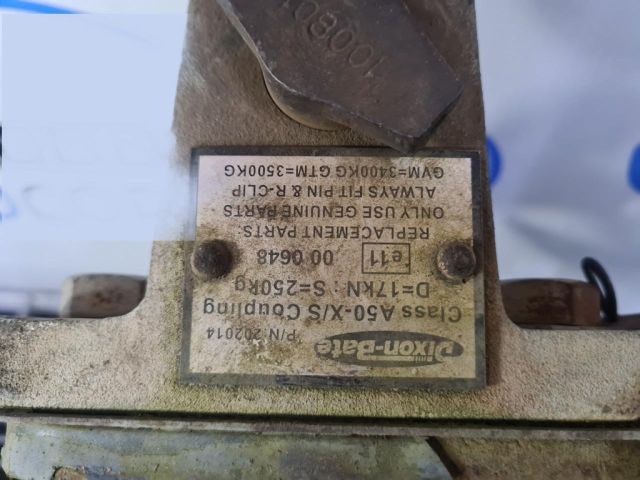 Dixon-Bate
P/N 202014
Class A50-X/S Coupling
D=17kN : S=250kg
e11 00 0648
REPLACEMENT PARTS:
ONLY USE GENUINE PARTS -
ALWAYS FIT PIN & R-CLIP
GVM=3400KG GTM=3500KG